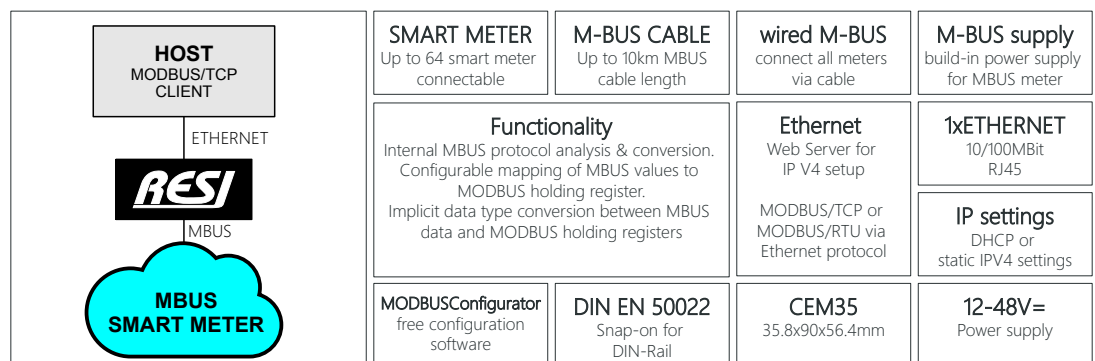 HOST
MODBUS/TCP
CLIENT
ETHERNET
RESI
MBUS
MBUS
SMART METER
SMART METER
Up to 64 smart meter
connectable
M-BUS CABLE
Up to 10km MBUS
cable length
wired M-BUS
connect all meters
via cable
M-BUS supply
build-in power supply
for MBUS meter
Functionality
Internal MBUS protocol analysis & conversion.
Configurable mapping of MBUS values to
MODBUS holding register.
Implicit data type conversion between MBUS
data and MODBUS holding registers
Ethernet
Web Server for
IP V4 setup
MODBUS/TCP or
MODBUS/RTU via
Ethernet protocol
1xETHERNET
10/100MBit
RJ45
IP settings
DHCP or
static IPV4 settings
MODBUSConfigurator
free configuration
software
DIN EN 50022
Snap-on for
DIN-Rail
CEM35
35.8x90x56.4mm
12-48V=
Power supply